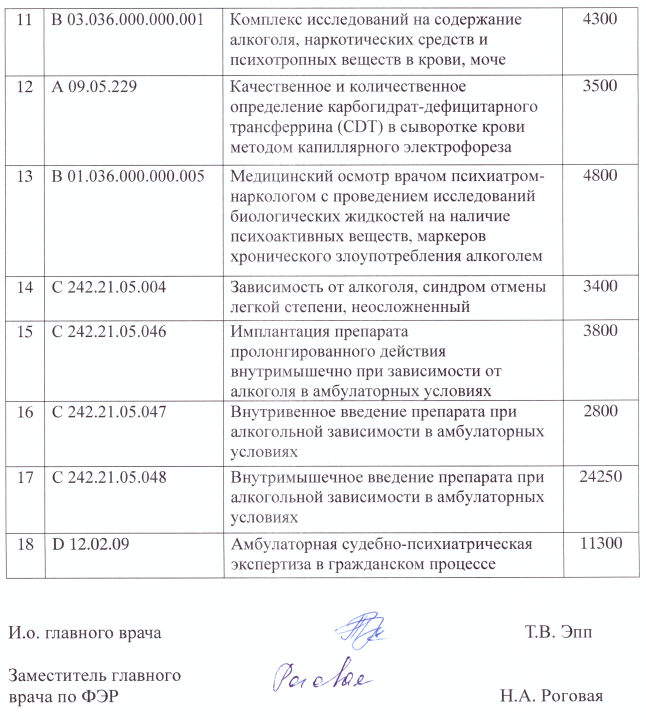 11 B 03.036.000.000.001 Комплекс исследований на содержание 4300
алкоголя, наркотических средств и
психотропных веществ в крови, моче
12 A 09.05.229 Качественное и количественное 3500
определение карбогидрат-дефицитарного
трансферрина (CDT) в сыворотке крови
методом капиллярного электрофореза
13 B 01.036.000.000.005 Медицинский осмотр врачом психиатром- 4800
наркологом с проведением исследований
биологических жидкостей на наличие
психоактивных веществ, маркеров
хронического злоупотребления алкоголем
14 C 242.21.05.004 Зависимость от алкоголя, синдром отмены 3400
легкой степени, неосложненный
15 C 242.21.05.046 Имплантация препарата 3800
пролонгированного действия
внутримышечно при зависимости от
алкоголя в амбулаторных условиях
16 C 242.21.05.047 Внутривенное введение препарата при 2800
алкогольной зависимости в амбулаторных
условиях
17 C 242.21.05.048 Внутримышечное введение препарата при 24250
алкогольной зависимости в амбулаторных
условиях
18 D 12.02.09 Амбулаторная судебно-психиатрическая 11300
экспертиза в гражданском процессе
И.о. главного врача Т.В. Эпп
Заместитель главного
врача по ФЭР Роговая Н.А. Роговая